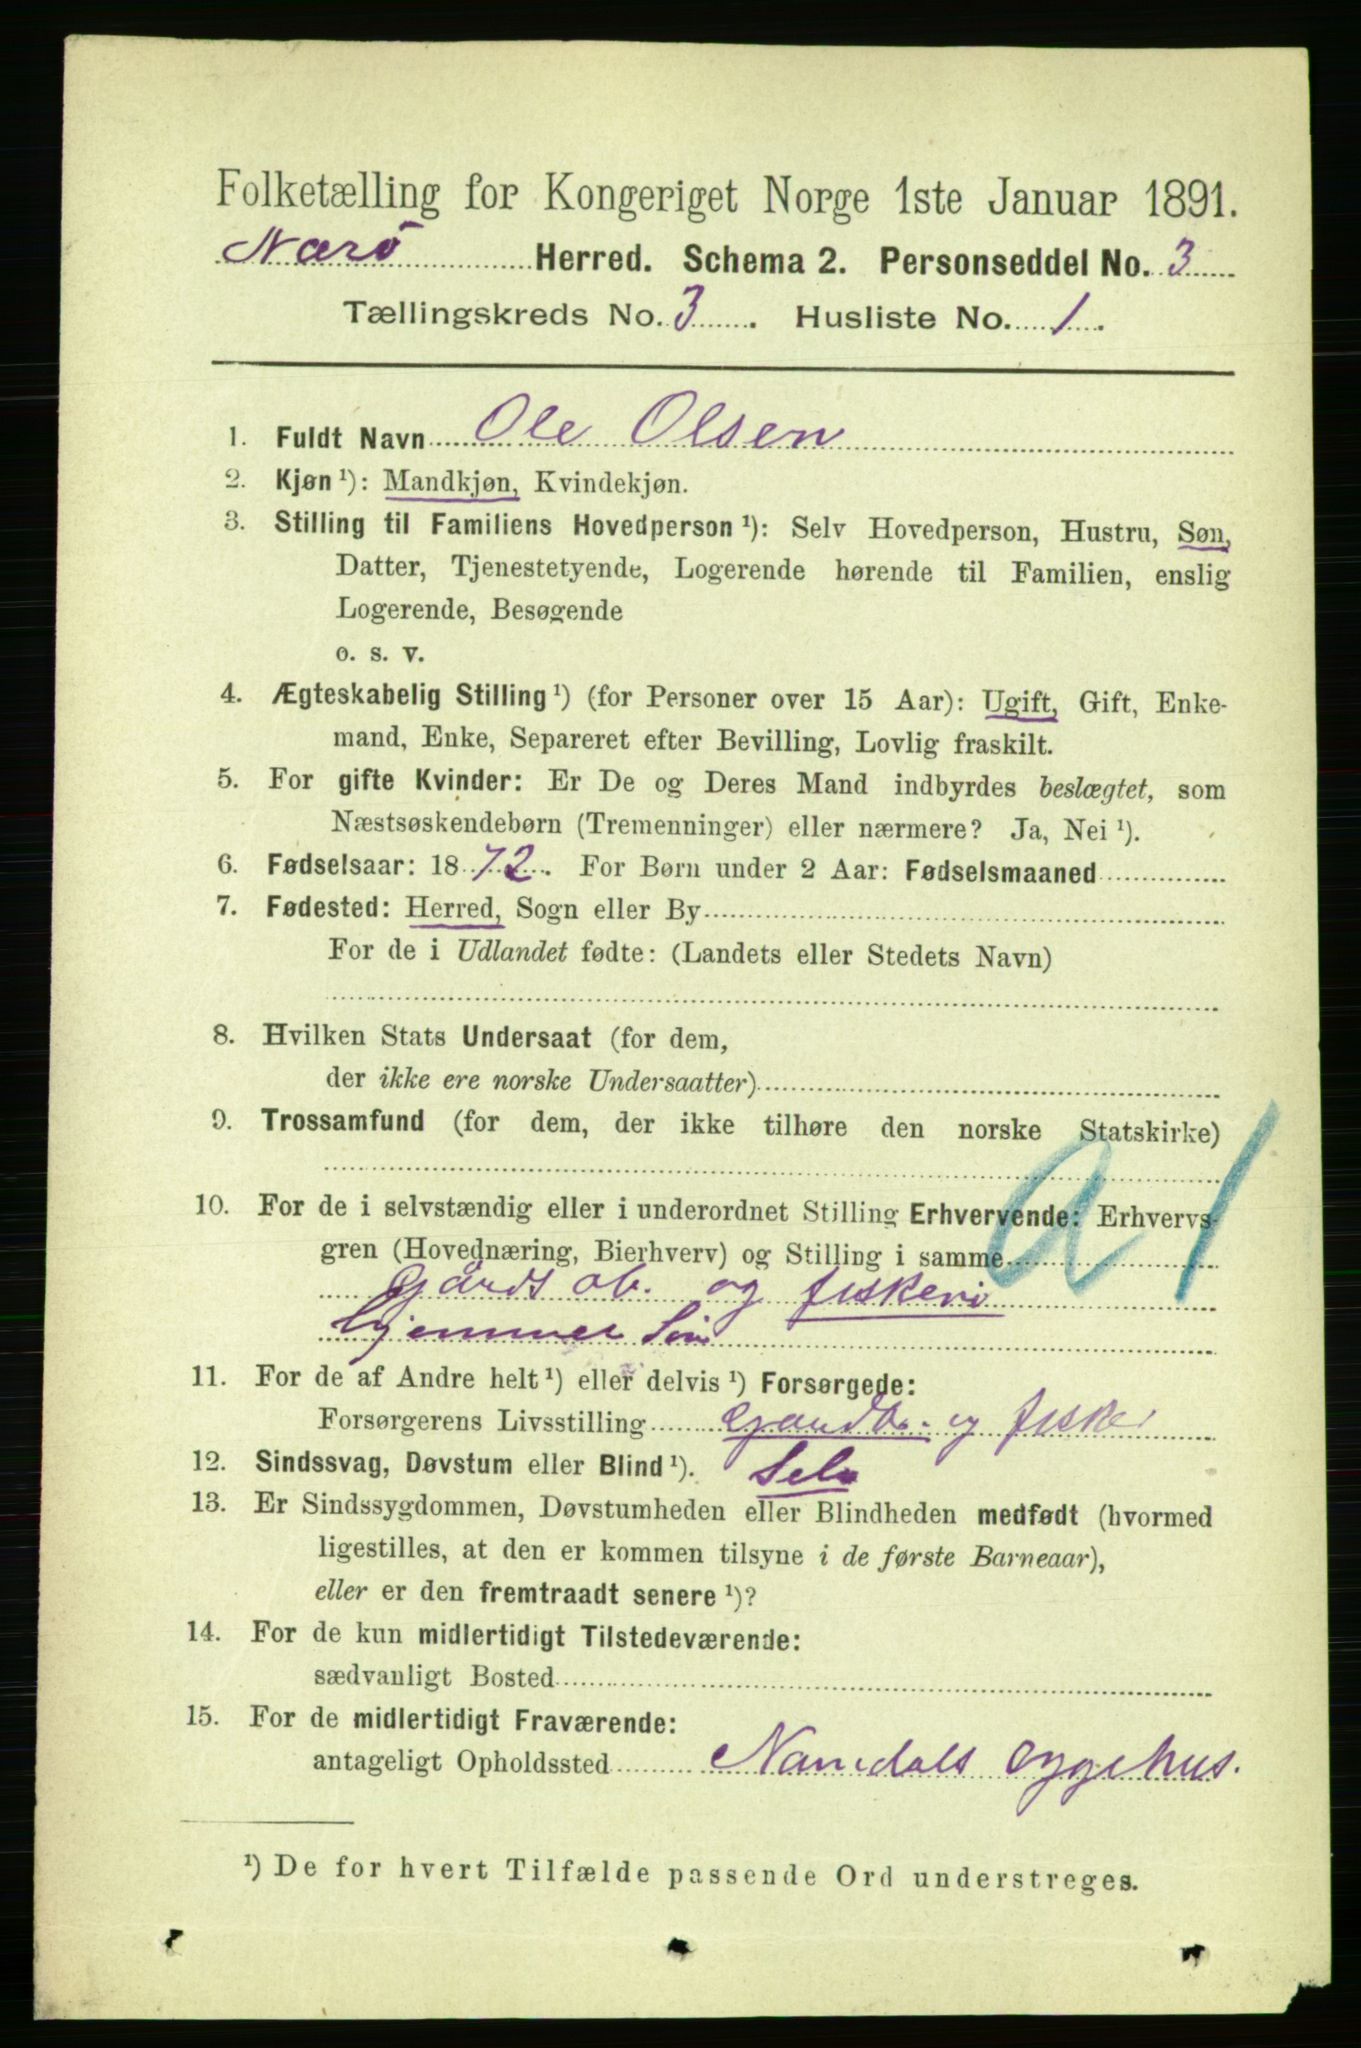 Folketælling for Kongeriget Norge 1ste Januar 1891.
Nærö Herred. Schema 2. Personseddel No. 3
Tællingskreds No. 3. Husliste No. 1.
1. Fuldt Navn Ole Olsen
2. Kjøn ¹): Mandkjøn, Kvindekjøn.
3. Stilling til Familiens Hovedperson ¹): Selv Hovedperson, Hustru, Søn,
Datter, Tjenestetyende, Logerende hørende til Familien, enslig
Logerende, Besøgende
o. s. v.
4. Ægteskabelig Stilling ¹) (for Personer over 15 Aar): Ugift, Gift, Enke-
mand, Enke, Separeret efter Bevilling, Lovlig fraskilt.
5. For gifte Kvinder: Er De og Deres Mand indbyrdes beslægtet, som
Næstsøskendebørn (Tremenninger) eller nærmere? Ja, Nei ¹).
6. Fødselsaar: 1872. For Børn under 2 Aar: Fødselsmaaned
7. Fødested: Herred, Sogn eller By
For de i Udlandet fødte: (Landets eller Stedets Navn)
8. Hvilken Stats Undersaat (for dem,
der ikke ere norske Undersaatter)
9. Trossamfund (for dem, der ikke tilhøre den norske Statskirke)
10. For de i selvstændig eller i underordnet Stilling Erhvervende: Erhvervs-
gren (Hovednæring, Bierhverv) og Stilling i samme
Gårds ab. og fiskeri
hjemmer Søn
11. For de af Andre helt ¹) eller delvis ¹) Forsørgede:
Forsørgerens Livsstilling Gaardb. og fisker
12. Sindssvag, Døvstum eller Blind ¹). Selv
13. Er Sindssygdommen, Døvstumheden eller Blindheden medfødt (hvormed
ligestilles, at den er kommen tilsyne i de første Barneaar),
eller er den fremtraadt senere ¹)?
14. For de kun midlertidigt Tilstedeværende:
sædvanligt Bosted
15. For de midlertidigt Fraværende:
antageligt Opholdssted Namdals sygehus.
¹) De for hvert Tilfælde passende Ord understreges.